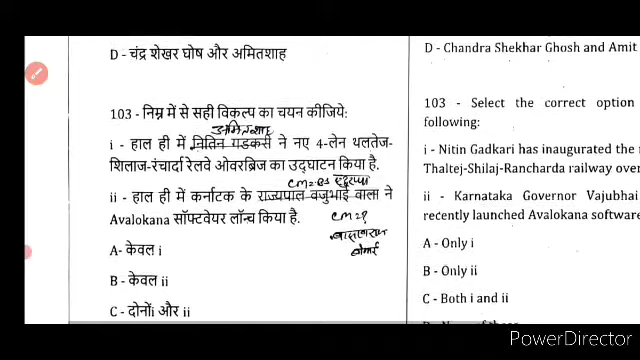 D - चंद्र शेखर घोष और अमितशाह
103 - निम्न में से सही विकल्प का चयन कीजिये:
अमितशाह
i - हाल ही में नितिन गडकरी ने नए 4-लेन थलतेज-
शिलाज-रंचार्दा रेलवे ओवरब्रिज का उद्घाटन किया है.
CM=BS
ii - हाल ही में कर्नाटक के राज्यपाल वजुभाई वाला ने
Avalokana सॉफ्टवेयर लॉन्च किया है.
CM=?
A- केवल i
B - केवल ii
C - दोनोंi और ii
D - Chandra Shekhar Ghosh and Amit
103 - Select the correct option
following:
i - Nitin Gadkari has inaugurated the
Thaltej-Shilaj-Rancharda railway over
ii - Karnataka Governor Vajubhai
recently launched Avalokana software
A - Only i
B - Only ii
C - Both i and ii
PowerDirector